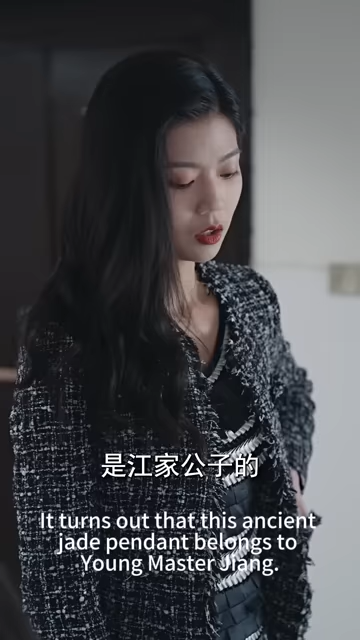 是江家公子的
It turns out that this ancient
jade pendant belongs to
Young Master Jiang.